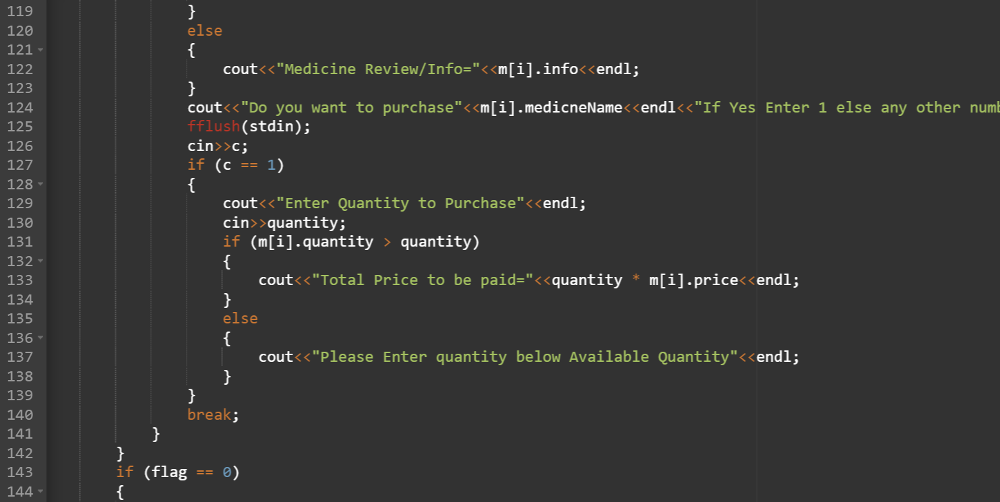 119 }
120 else
121 {
122 cout<<"Medicine Review/Info="<<m[i].info<<endl;
123 }
124 cout<<"Do you want to purchase"<<m[i].medicneName<<endl<<"If Yes Enter 1 else any other
125 fflush(stdin);
126 cin>>c;
127 if (c == 1)
128 {
129 cout<<"Enter Quantity to Purchase"<<endl;
130 cin>>quantity;
131 if (m[i].quantity > quantity)
132 {
133 cout<<"Total Price to be paid="<<quantity * m[i].price<<endl;
134 }
135 else
136 {
137 cout<<"Please Enter quantity below Available Quantity"<<endl;
138 }
139 }
140 break;
141 }
142 }
143 if (flag == 0)
144 {